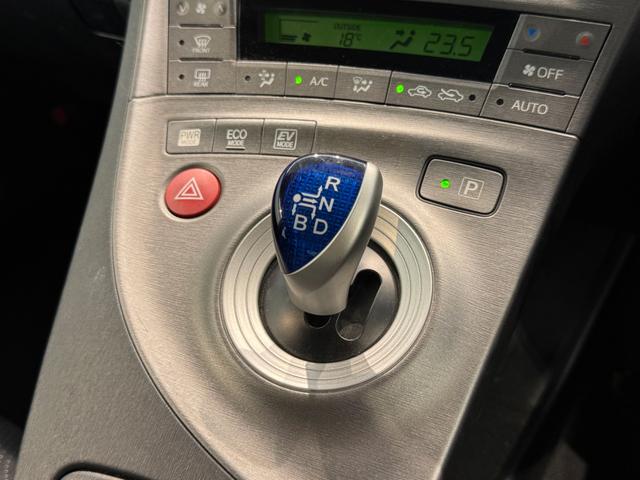 OUTSIDE
18°C 23.5
FRONT
OFF
REAR
A/C
AUTO
PWR MODE
ECO MODE
EV MODE
R
N
B D
P